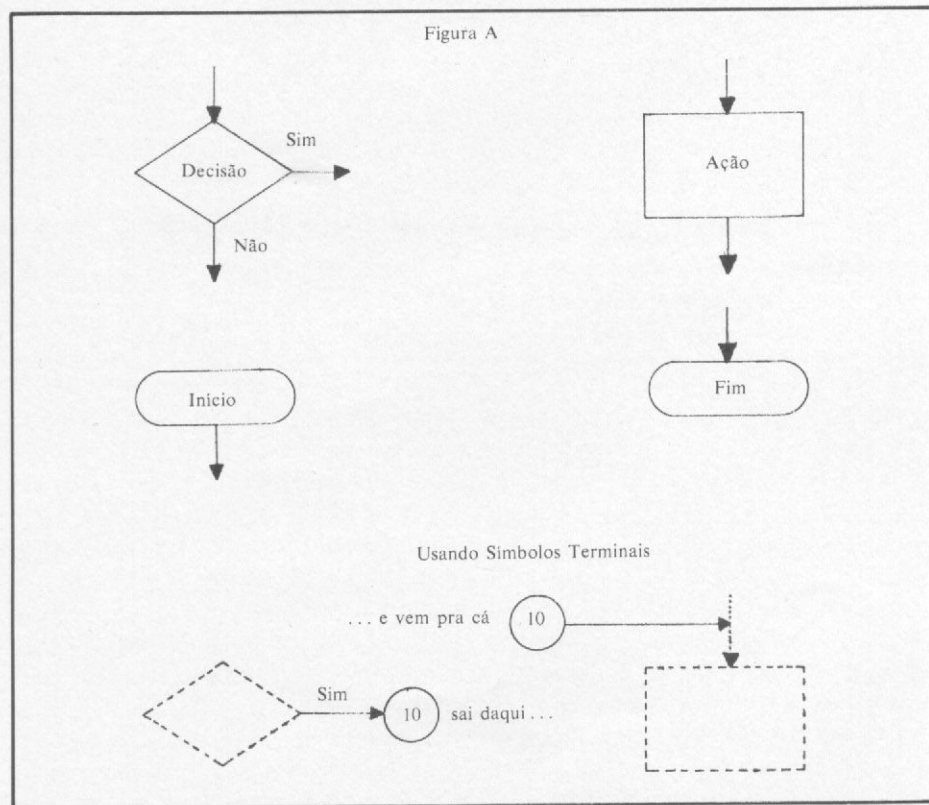 Figura A
Sim
Decisão
Ação
Não
Inicio
Fim
Usando Simbolos Terminais
... e vem pra cá 10
Sim
10 sai daqui ...